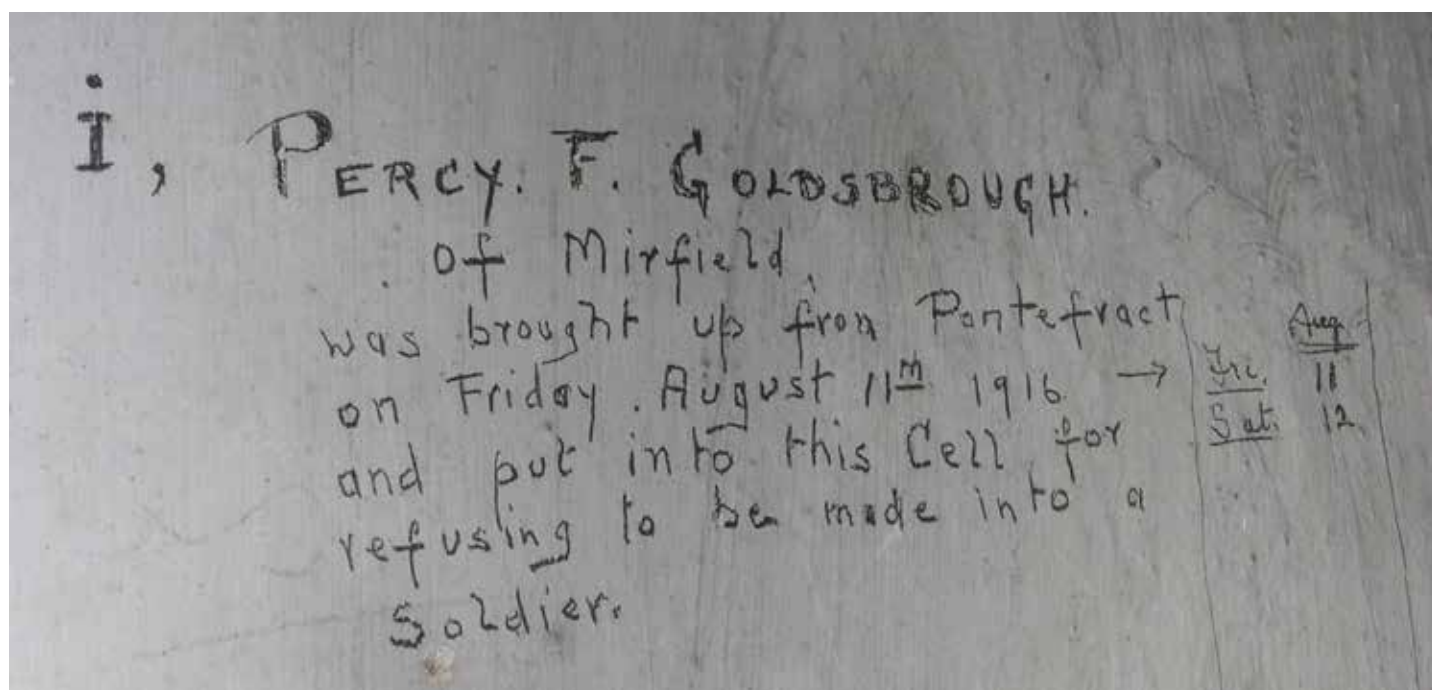 i, PERCY. F. GOLDSBROUGH.
of Mirfield.
was brought up from Pontefract
on Friday. August 11th 1916 →
and put into this Cell for
refusing to be made into a
Soldier.
Aug.
Fri. 11
Sat. 12